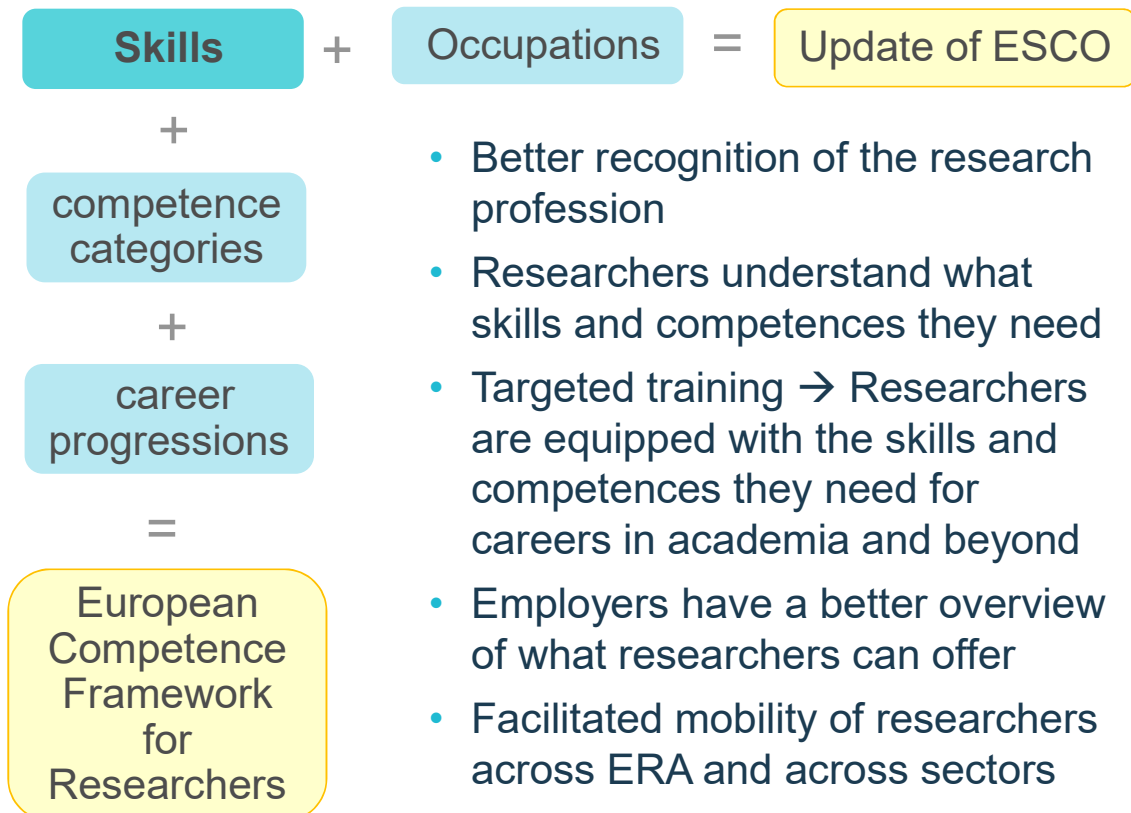 Skills + Occupations = Update of ESCO
+
competence
categories
+
career
progressions
=
European
Competence
Framework
for
Researchers
• Better recognition of the research
profession
• Researchers understand what
skills and competences they need
• Targeted training → Researchers
are equipped with the skills and
competences they need for
careers in academia and beyond
• Employers have a better overview
of what researchers can offer
• Facilitated mobility of researchers
across ERA and across sectors